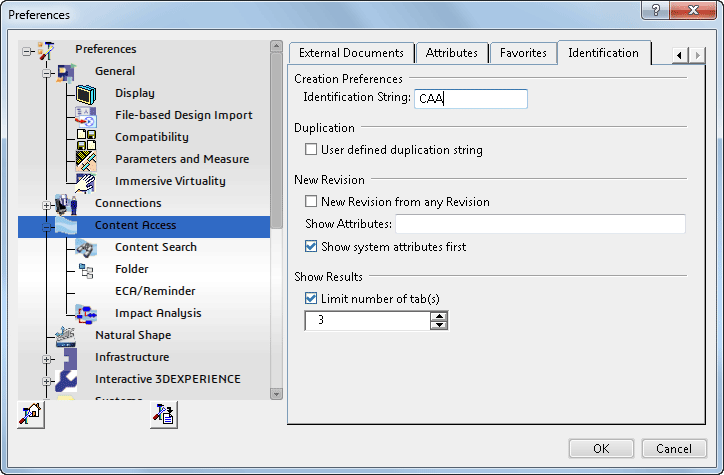 Preferences
Preferences
General
Display
File-based Design Import
Compatibility
Parameters and Measure
Immersive Virtuality
Connections
Content Access
Content Search
Folder
ECA/Reminder
Impact Analysis
Natural Shape
Infrastructure
Interactive 3DEXPERIENCE
External Documents
Attributes
Favorites
Identification
Creation Preferences
Identification String: CAA
Duplication
User defined duplication string
New Revision
New Revision from any Revision
Show Attributes:
Show system attributes first
Show Results
Limit number of tab(s)
3
OK
Cancel